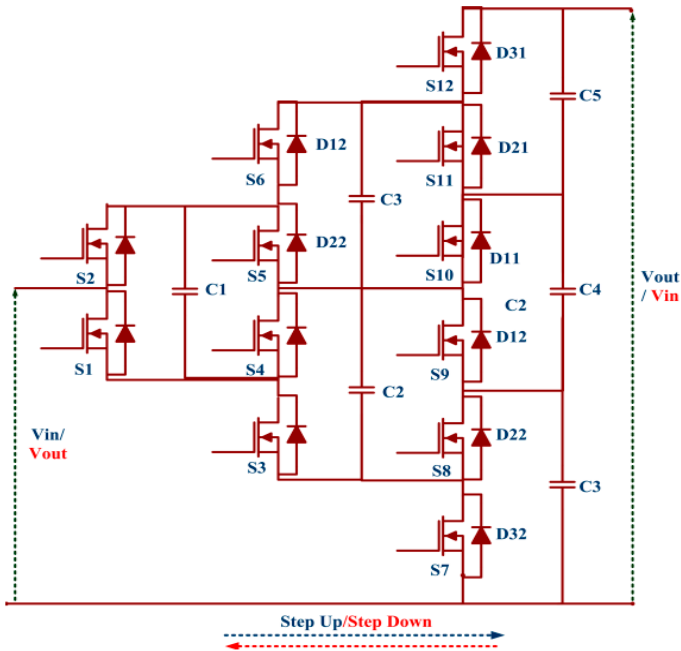 D31
S12
C5
D12
D21
S6
S11
C3
S2
D22
S5
S10
D11
C1
C2
C4
Vout
/ Vin
S1
S4
S9
D12
C2
Vin/
Vout
S3
S8
D22
C3
D32
S7
Step Up/Step Down